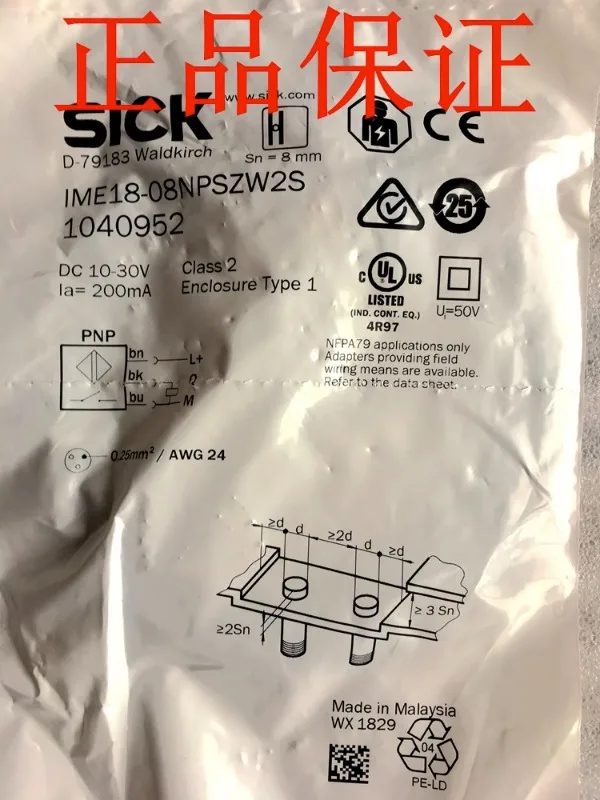 正品保证
www.sick.com
SICK
D-79183 Waldkirch
Sn = 8 mm
IME18-08NPSZW2S
1040952
25
DC 10-30V Class 2
Ia= 200mA Enclosure Type 1
C UL US
LISTED
(IND. CONT. EQ.)
4R97
Ui=50V
NFPA79 applications only
Adapters providing field
wiring means are available.
Refer to the data sheet.
PNP
bn L+
bk Q
bu M
0,25mm² / AWG 24
≥d d ≥2d d ≥d
≥ 3 Sn
≥2Sn
Made in Malaysia
WX 1829
04
PE-LD